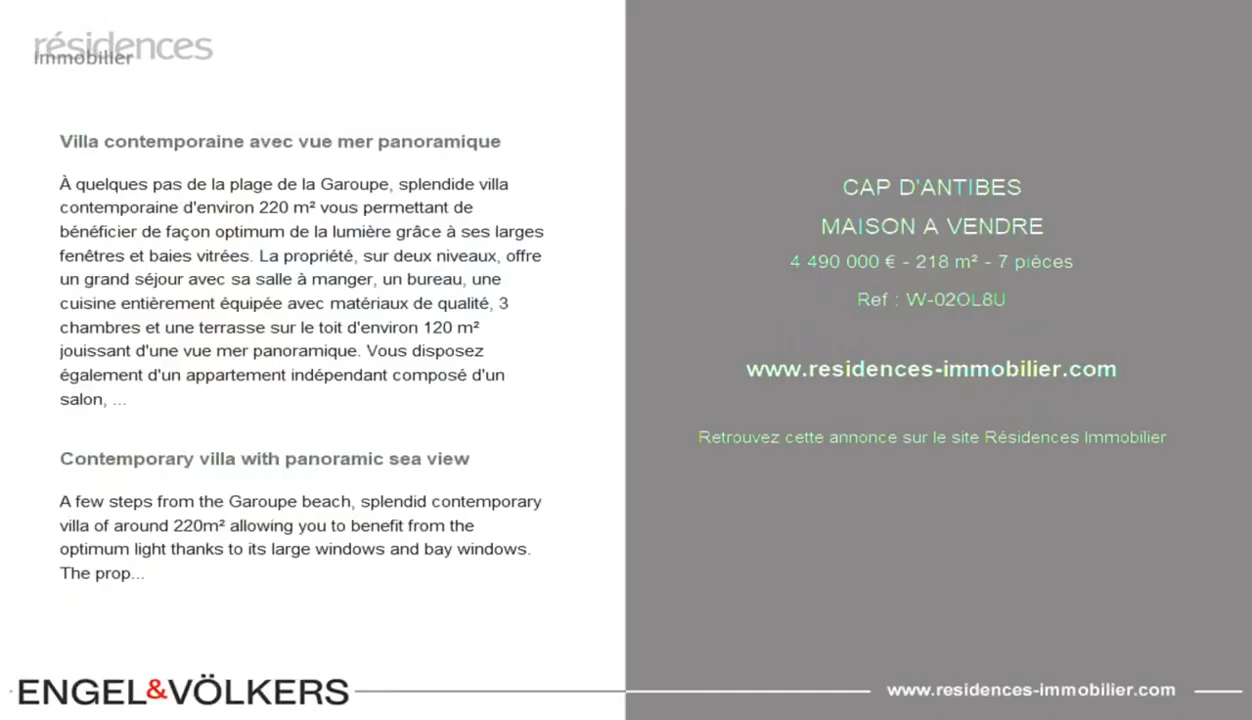 résidences
immobilier
Villa contemporaine avec vue mer panoramique
À quelques pas de la plage de la Garoupe, splendide villa
contemporaine d'environ 220 m² vous permettant de
bénéficier de façon optimum de la lumière grâce à ses larges
fenêtres et baies vitrées. La propriété, sur deux niveaux, offre
un grand séjour avec sa salle à manger, un bureau, une
cuisine entièrement équipée avec matériaux de qualité, 3
chambres et une terrasse sur le toit d'environ 120 m²
jouissant d'une vue mer panoramique. Vous disposez
également d'un appartement indépendant composé d'un
salon, ...
Contemporary villa with panoramic sea view
A few steps from the Garoupe beach, splendid contemporary
villa of around 220m² allowing you to benefit from the
optimum light thanks to its large windows and bay windows.
The prop...
ENGEL&VÖLKERS
CAP D'ANTIBES
MAISON A VENDRE
4 490 000 € - 218 m² - 7 pièces
Ref : W-02OL8U
www.residences-immobilier.com
Retrouvez cette annonce sur le site Résidences Immobilier
www.residences-immobilier.com